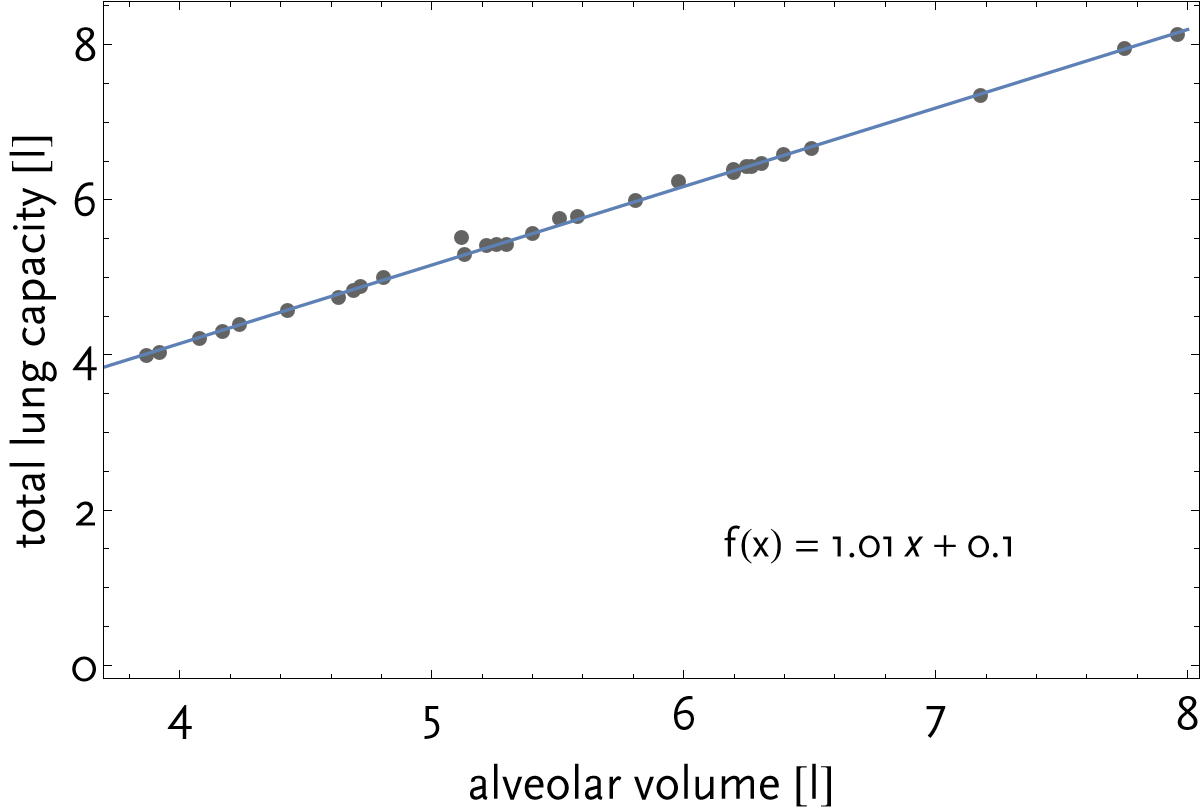 total lung capacity [l]
8
6
4
2
0
f(x) = 1.01 x + 0.1
4 5 6 7 8
alveolar volume [l]